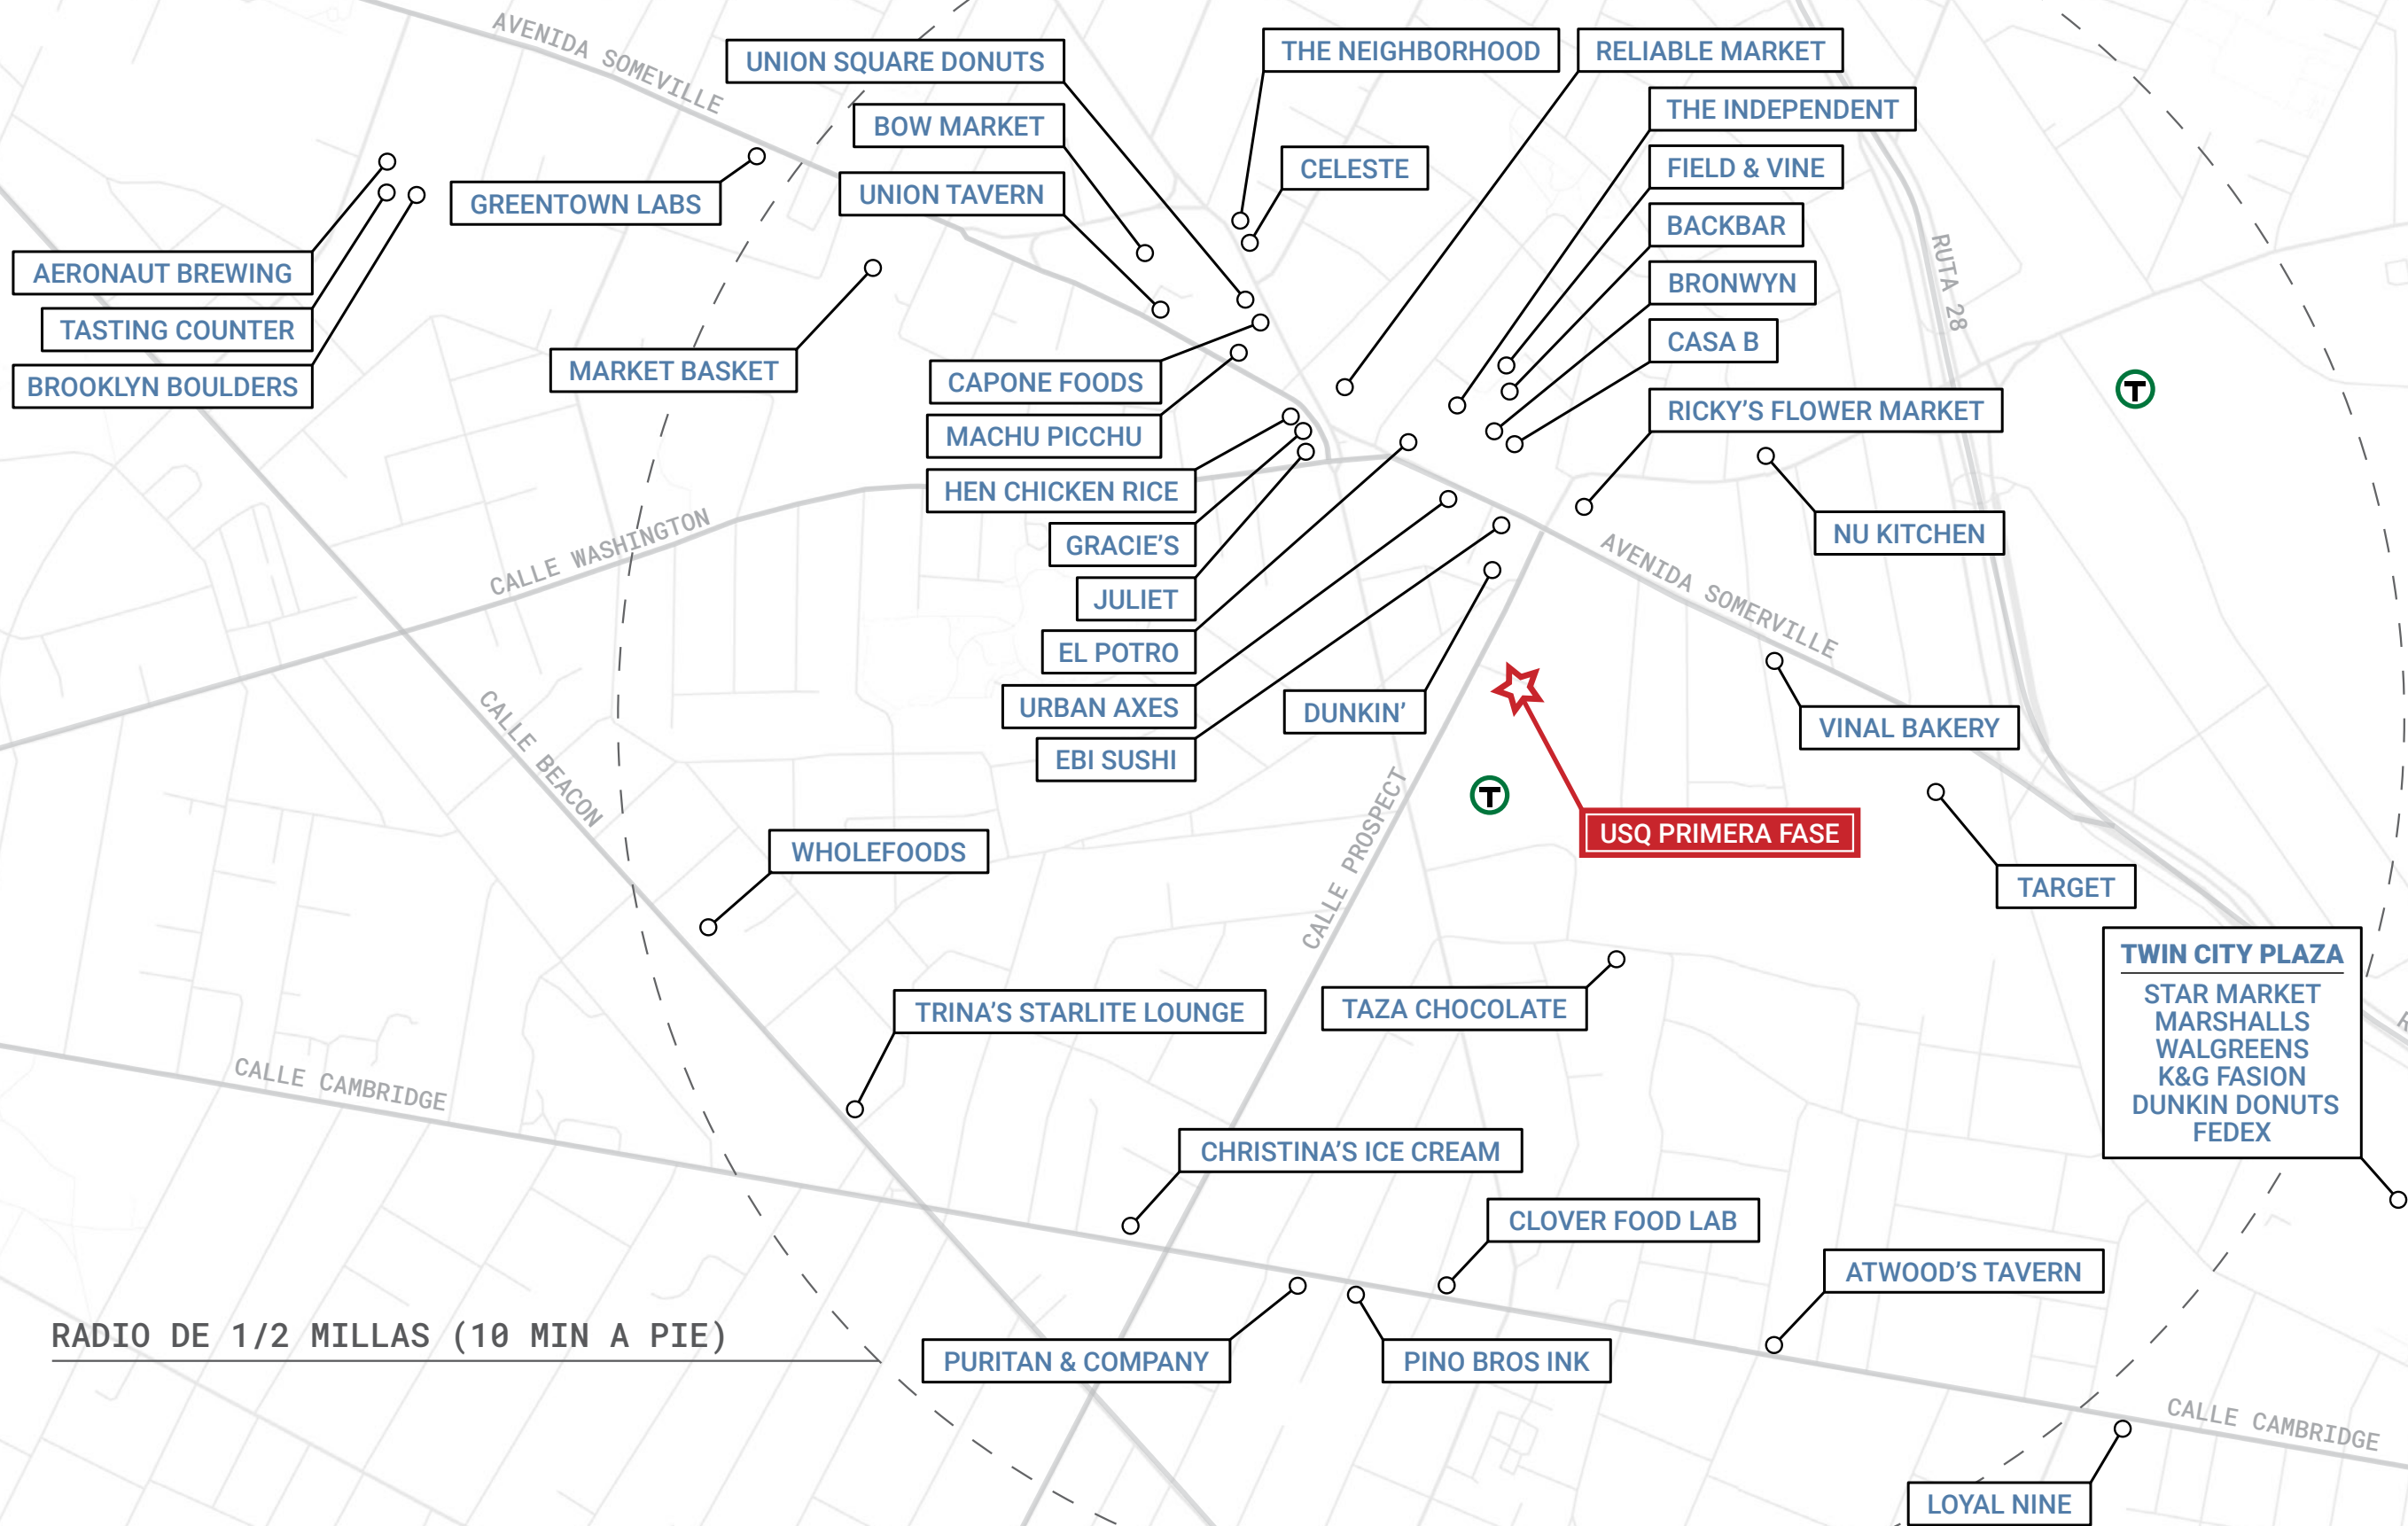 AVENIDA SOMEVILLE
UNION SQUARE DONUTS
THE NEIGHBORHOOD
RELIABLE MARKET
BOW MARKET
THE INDEPENDENT
UNION TAVERN
CELESTE
FIELD & VINE
GREENTOWN LABS
BACKBAR
AERONAUT BREWING
BRONWYN
RUTA 28
TASTING COUNTER
CASA B
BROOKLYN BOULDERS
MARKET BASKET
CAPONE FOODS
RICKY'S FLOWER MARKET
T
MACHU PICCHU
HEN CHICKEN RICE
NU KITCHEN
CALLE WASHINGTON
GRACIE'S
JULIET
AVENIDA SOMERVILLE
EL POTRO
URBAN AXES
DUNKIN'
VINAL BAKERY
EBI SUSHI
CALLE BEACON
T
CALLE PROSPECT
USQ PRIMERA FASE
WHOLEFOODS
TARGET
TWIN CITY PLAZA
STAR MARKET
MARSHALLS
WALGREENS
K&G FASION
DUNKIN DONUTS
FEDEX
TRINA'S STARLITE LOUNGE
TAZA CHOCOLATE
CALLE CAMBRIDGE
CHRISTINA'S ICE CREAM
CLOVER FOOD LAB
ATWOOD'S TAVERN
RADIO DE 1/2 MILLAS (10 MIN A PIE)
PURITAN & COMPANY
PINO BROS INK
CALLE CAMBRIDGE
LOYAL NINE